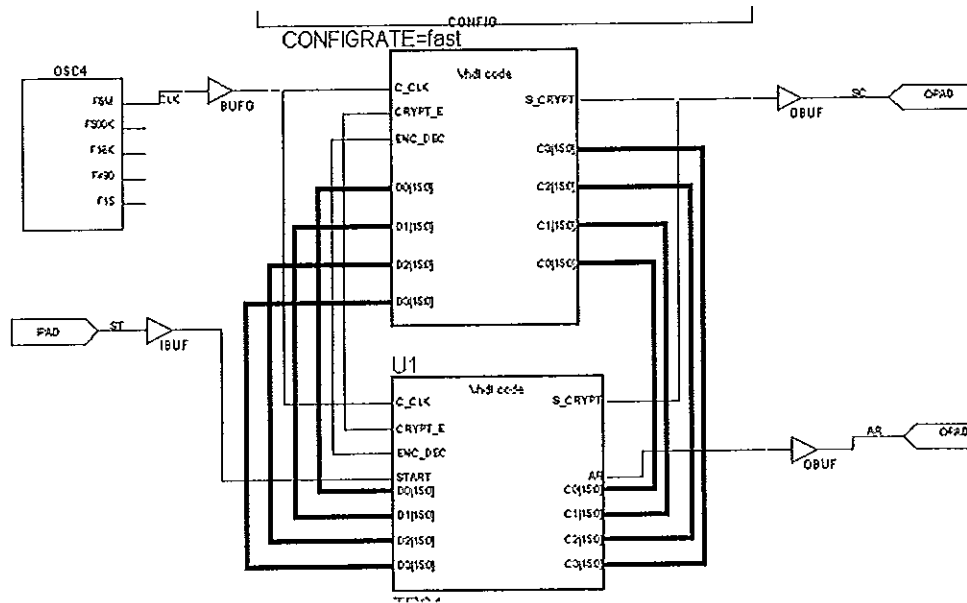 CONFIG
CONFIGRATE=fast
OSC4
F8M
CLK
F500K
F16K
F490
F15
BUFG
Vhdl code
C_CLK
CRYPT_E
ENC_DEC
D0[15:0]
D1[15:0]
D2[15:0]
D3[15:0]
S_CRYPT
C3[15:0]
C2[15:0]
C1[15:0]
C0[15:0]
OBUF
SC
OPAD
IPAD
ST
IBUF
U1
Vhdl code
C_CLK
CRYPT_E
ENC_DEC
START
D0[15:0]
D1[15:0]
D2[15:0]
D3[15:0]
S_CRYPT
AR
C0[15:0]
C1[15:0]
C2[15:0]
C3[15:0]
OBUF
AR
OPAD